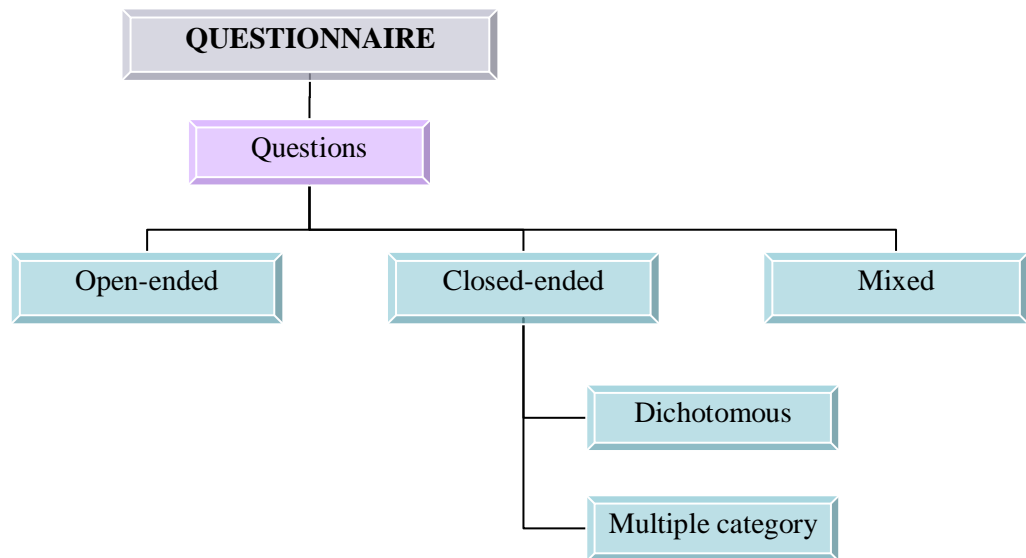 QUESTIONNAIRE
Questions
Open-ended
Closed-ended
Mixed
Dichotomous
Multiple category